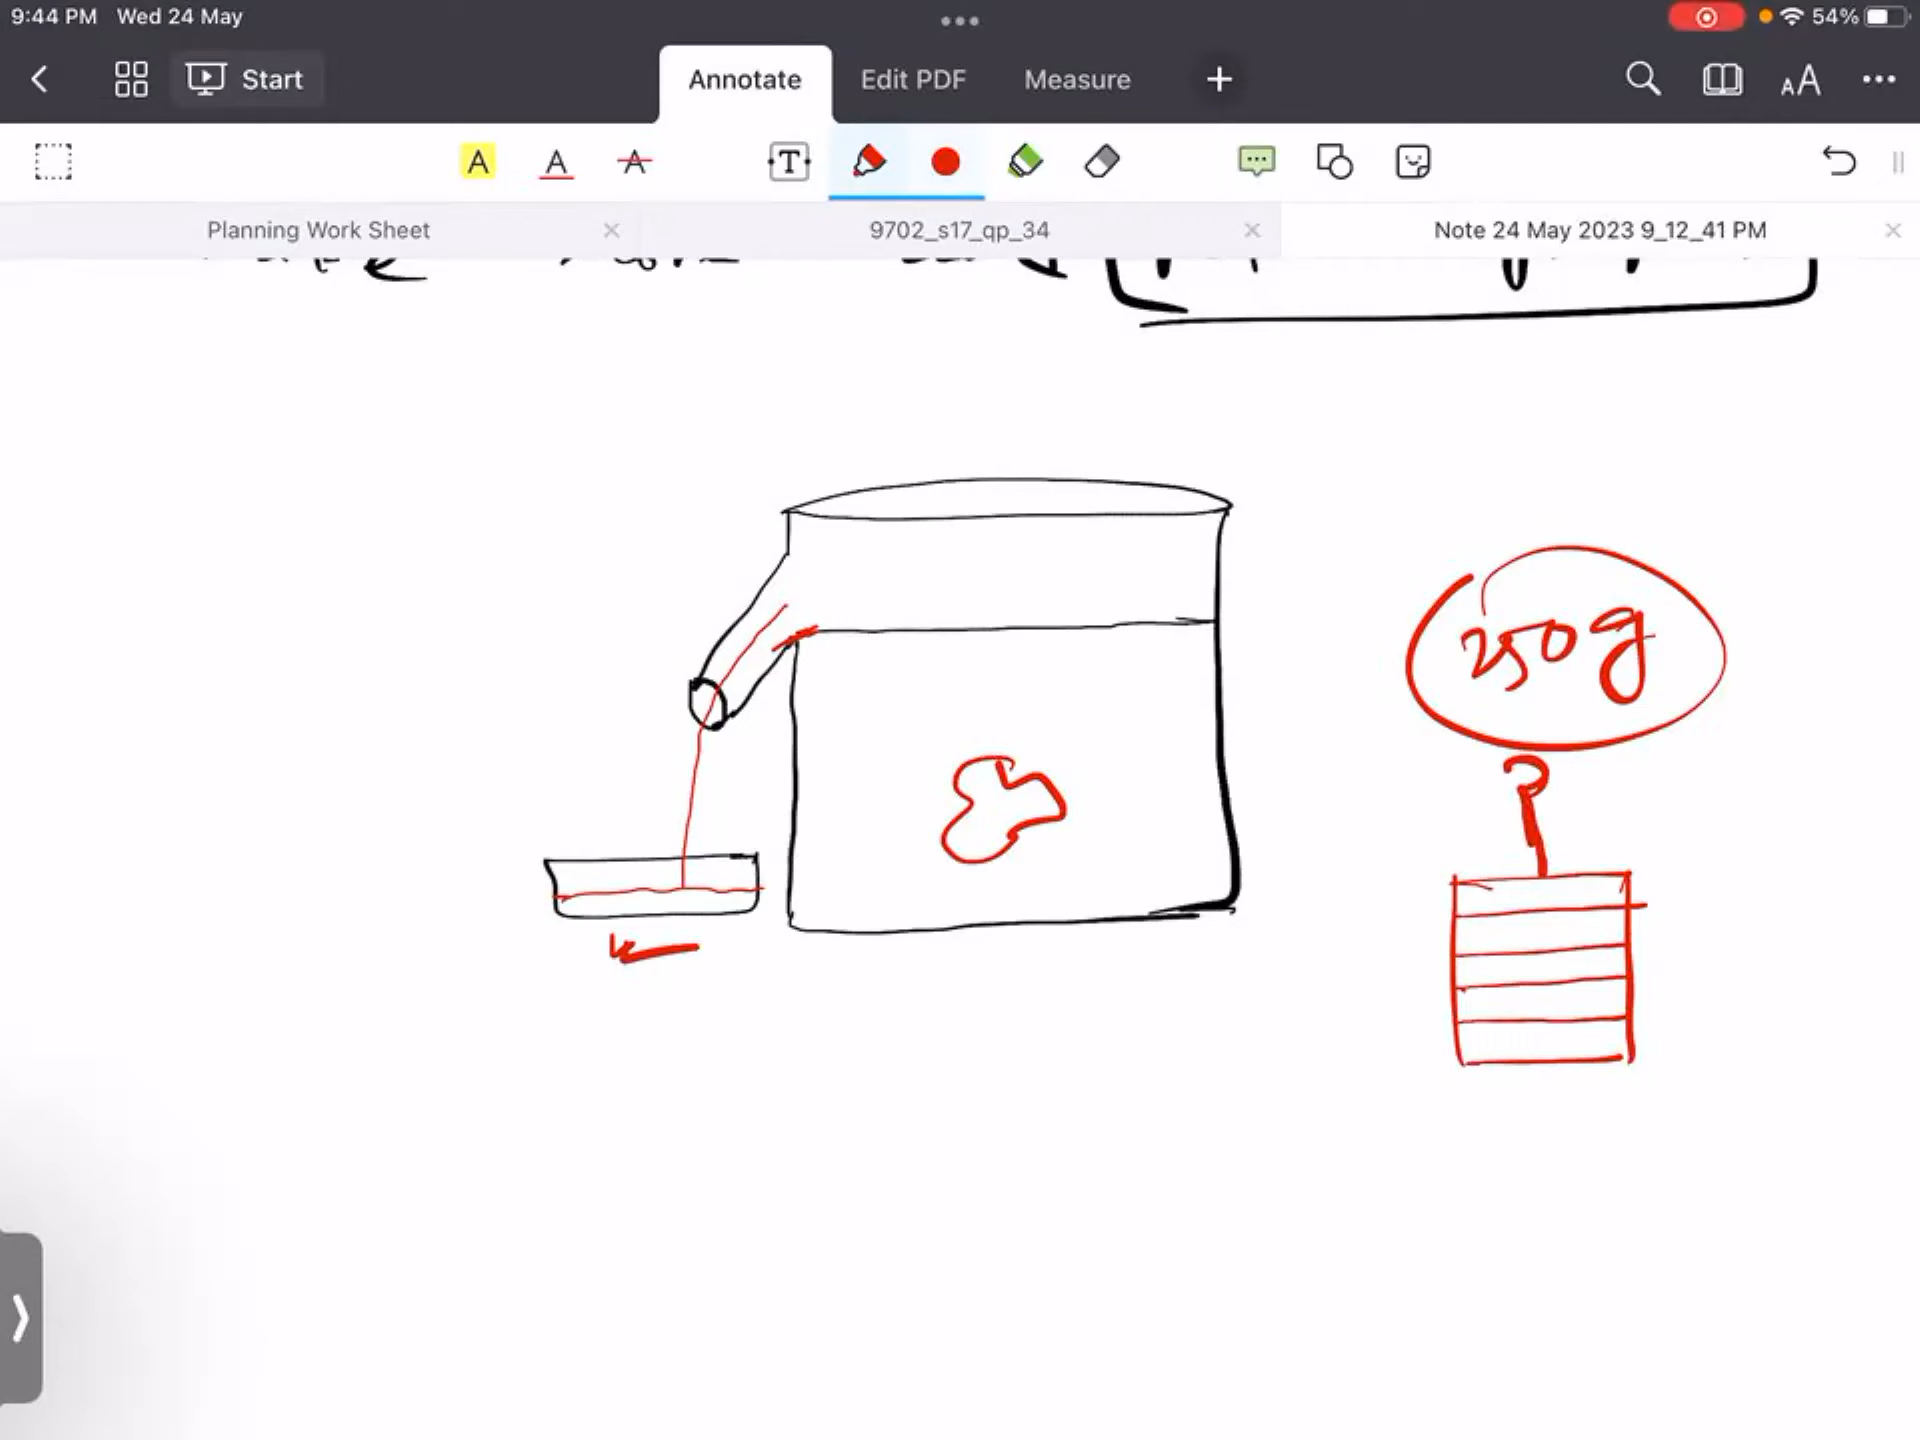 9:44 PM Wed 24 May
54%
Start
Annotate
Edit PDF
Measure
AA
A A A T
Planning Work Sheet
9702_s17_qp_34
Note 24 May 2023 9_12_41 PM
250g